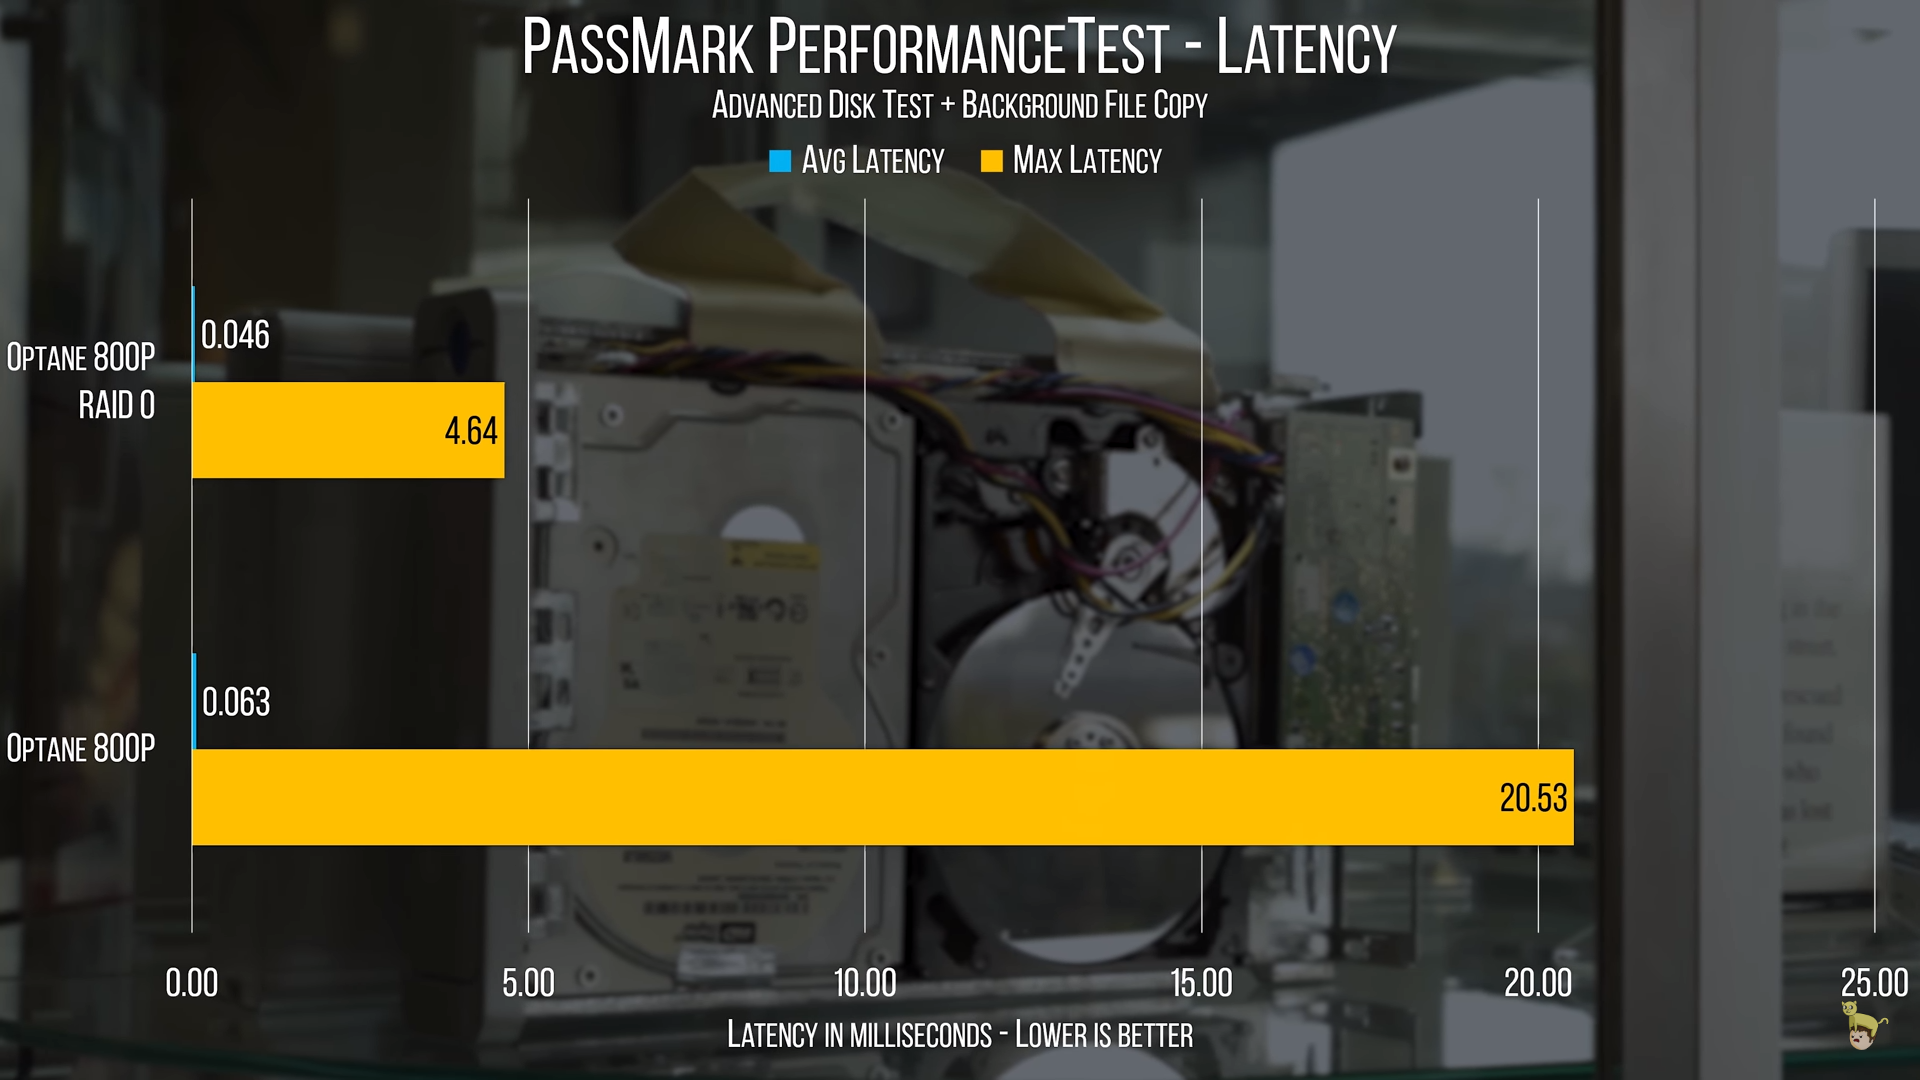 PassMark PerformanceTest - Latency
Advanced Disk Test + Background File Copy
Avg Latency Max Latency
Optane 800P
RAID 0
0.046
4.64
Optane 800P
0.063
20.53
0.00 5.00 10.00 15.00 20.00 25.00
Latency in milliseconds - Lower is better